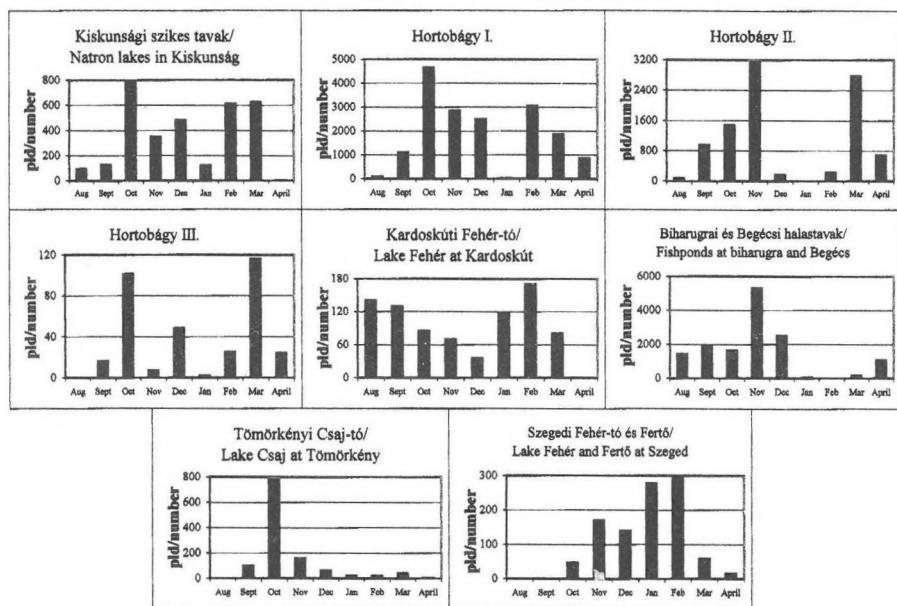 Kiskunsági szikes tavak/
Natron lakes in Kiskunság
pld/number
800
600
400
200
0
Aug Sept Oct Nov Dec Jan Feb Mar April
Hortobágy I.
5000
4000
3000
2000
1000
0
Aug Sept Oct Nov Dec Jan Feb Mar April
Hortobágy II.
pld/number
3200
2400
1600
800
0
Aug Sept Oct Nov Dec Jan Feb Mar April
Hortobágy III.
pld/number
120
80
40
0
Aug Sept Oct Nov Dec Jan Feb Mar April
Kardoskúti Fehér-tó/
Lake Fehér at Kardoskút
pld/number
180
120
60
0
Aug Sept Oct Nov Dec Jan Feb Mar April
Biharugrai és Begécsi halastavak/
Fishponds at biharugra and Begécs
pld/number
6000
4000
2000
0
Aug Sept Oct Nov Dec Jan Feb Mar April
Tömörkényi Csaj-tó/
Lake Csaj at Tömörkény
pld/number
800
600
400
200
0
Aug Sept Oct Nov Dec Jan Feb Mar April
Szegedi Fehér-tó és Fertő/
Lake Fehér and Fertő at Szeged
pld/number
300
200
100
0
Aug Sept Oct Nov Dec Jan Feb Mar April